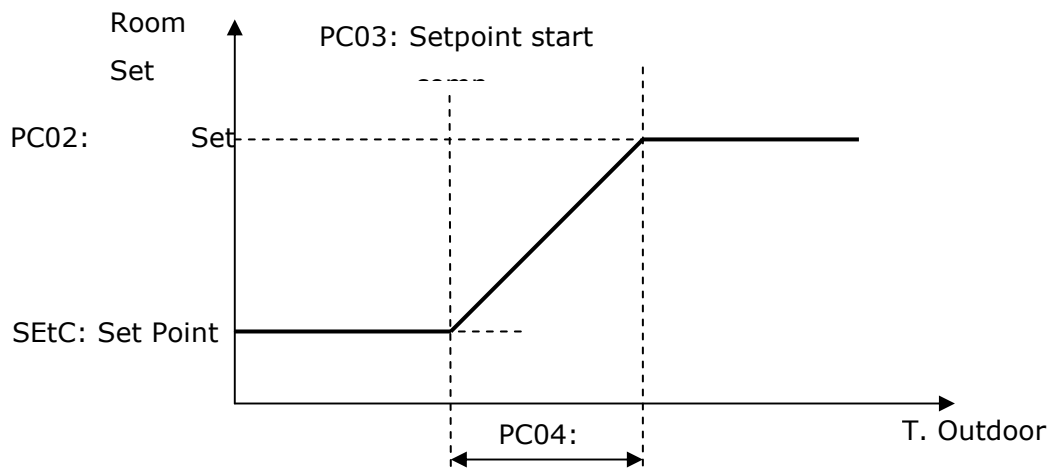 Room
Set
PC03: Setpoint start
PC02: Set
SEtC: Set Point
PC04:
T. Outdoor